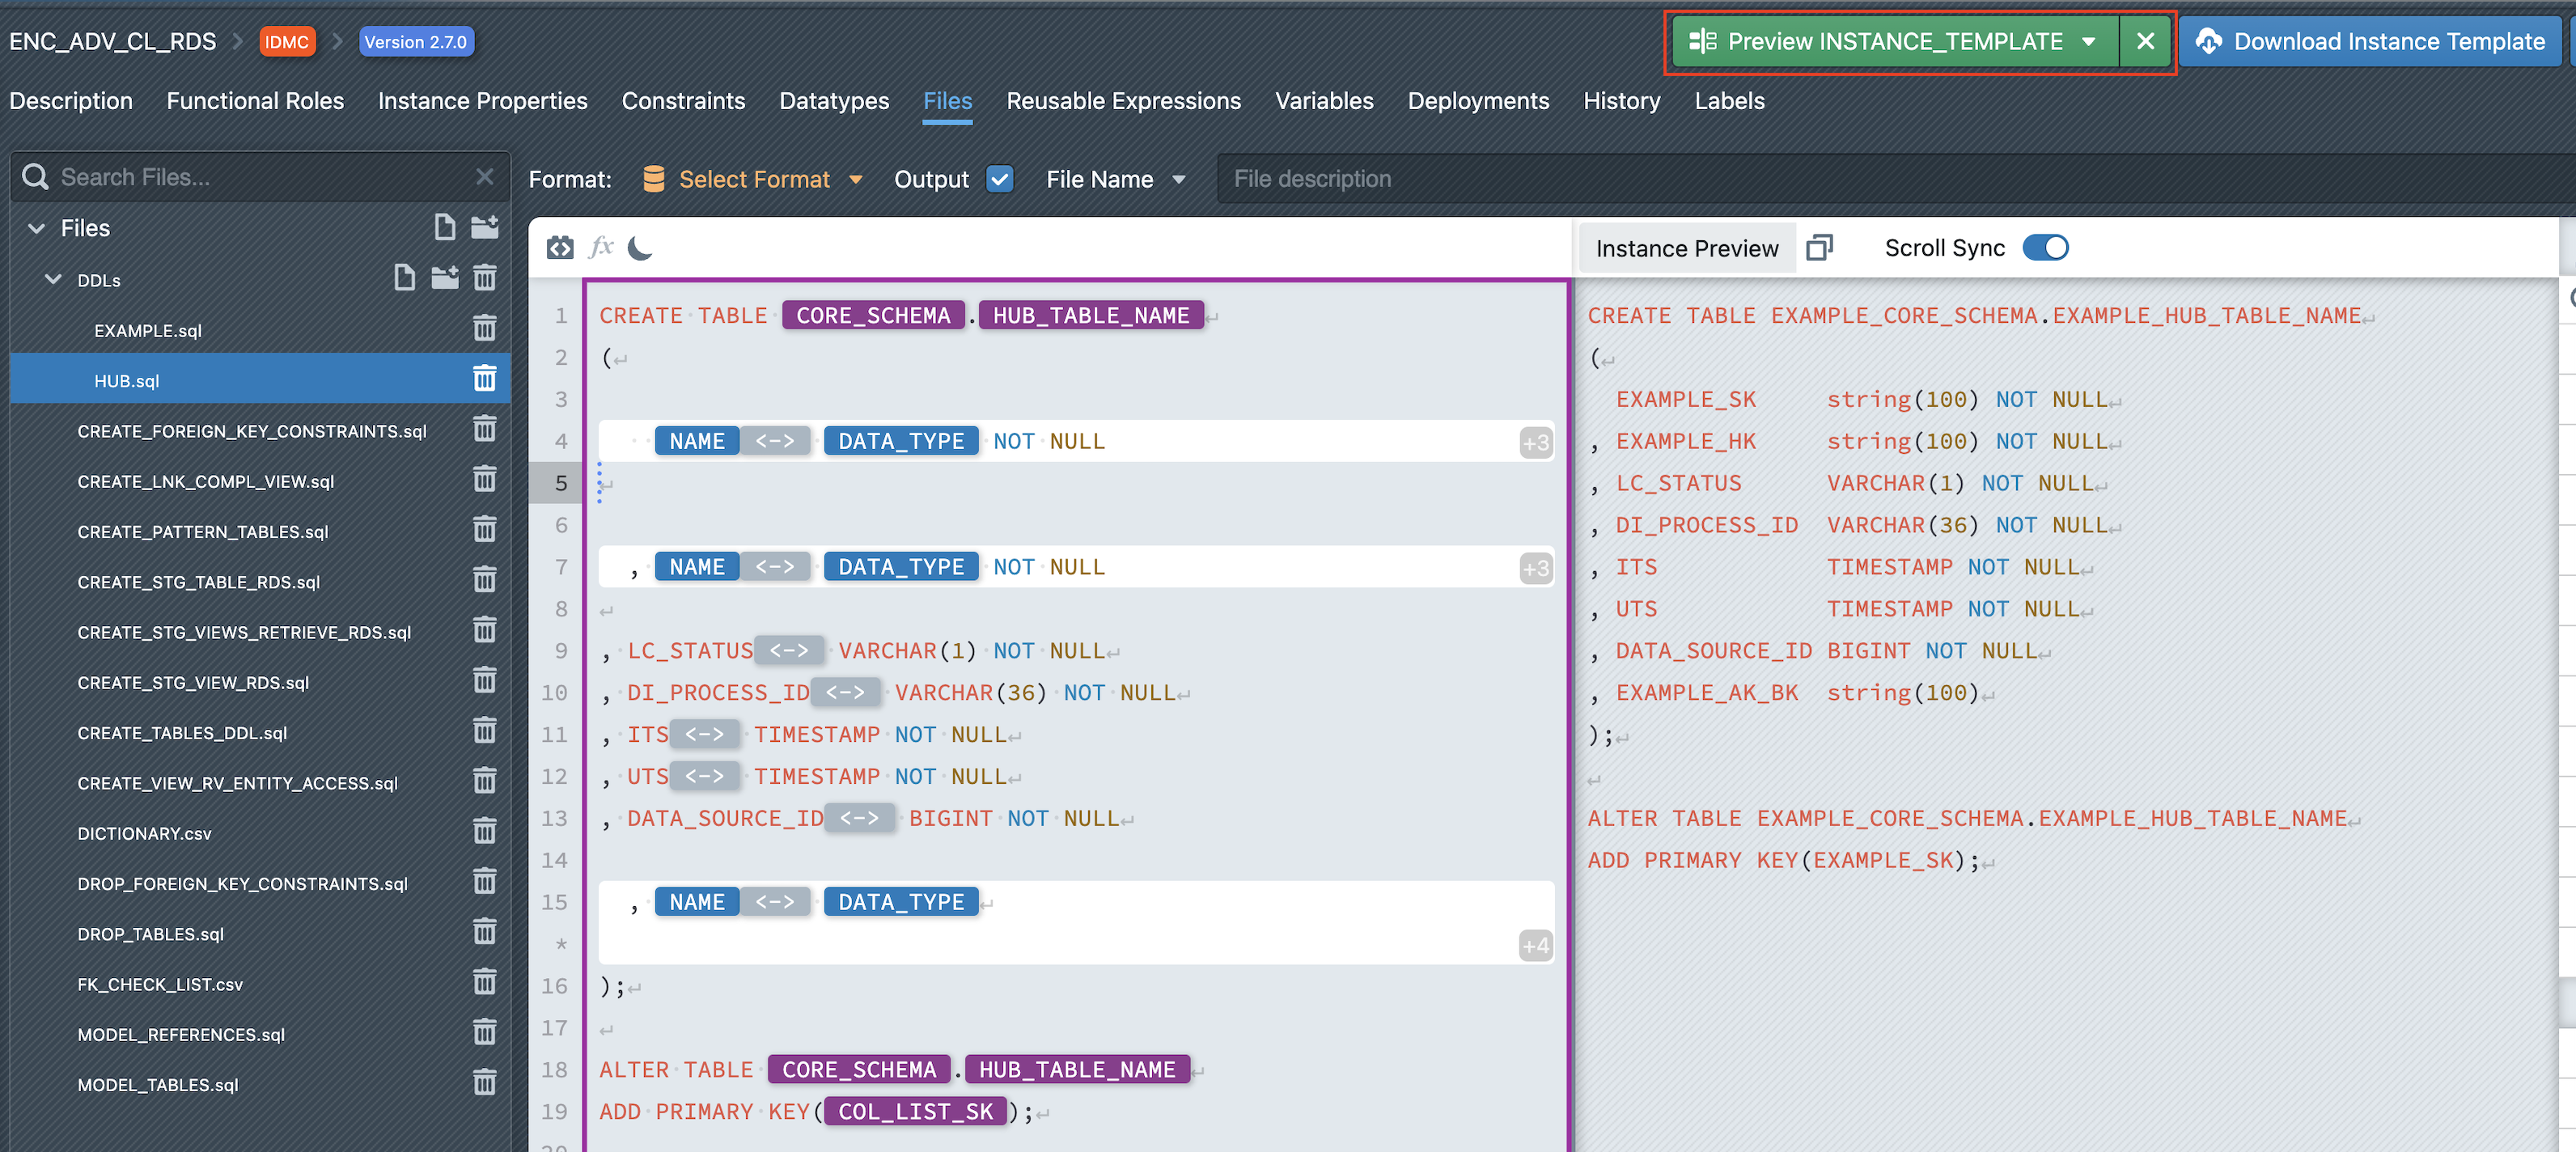 ENC_ADV_CL_RDS > IDMC > Version 2.7.0
Preview INSTANCE_TEMPLATE
Download Instance Template
Description Functional Roles Instance Properties Constraints Datatypes Files Reusable Expressions Variables Deployments History Labels
Search Files...
Files
DDLs
EXAMPLE.sql
HUB.sql
CREATE_FOREIGN_KEY_CONSTRAINTS.sql
CREATE_LNK_COMPL_VIEW.sql
CREATE_PATTERN_TABLES.sql
CREATE_STG_TABLE_RDS.sql
CREATE_STG_VIEWS_RETRIEVE_RDS.sql
CREATE_STG_VIEW_RDS.sql
CREATE_TABLES_DDL.sql
CREATE_VIEW_RV_ENTITY_ACCESS.sql
DICTIONARY.csv
DROP_FOREIGN_KEY_CONSTRAINTS.sql
DROP_TABLES.sql
FK_CHECK_LIST.csv
MODEL_REFERENCES.sql
MODEL_TABLES.sql
Format: Select Format Output File Name File description
fx
1 CREATE TABLE CORE_SCHEMA . HUB_TABLE_NAME
2 (
3
4 NAME <-> DATA_TYPE NOT NULL +3
5
6
7 , NAME <-> DATA_TYPE NOT NULL +3
8
9 , LC_STATUS <-> VARCHAR(1) NOT NULL
10 , DI_PROCESS_ID <-> VARCHAR(36) NOT NULL
11 , ITS <-> TIMESTAMP NOT NULL
12 , UTS <-> TIMESTAMP NOT NULL
13 , DATA_SOURCE_ID <-> BIGINT NOT NULL
14
15 , NAME <-> DATA_TYPE
* +4
16 );
17
18 ALTER TABLE CORE_SCHEMA . HUB_TABLE_NAME
19 ADD PRIMARY KEY( COL_LIST_SK );
20
Instance Preview Scroll Sync
CREATE TABLE EXAMPLE_CORE_SCHEMA.EXAMPLE_HUB_TABLE_NAME
(
EXAMPLE_SK string(100) NOT NULL
, EXAMPLE_HK string(100) NOT NULL
, LC_STATUS VARCHAR(1) NOT NULL
, DI_PROCESS_ID VARCHAR(36) NOT NULL
, ITS TIMESTAMP NOT NULL
, UTS TIMESTAMP NOT NULL
, DATA_SOURCE_ID BIGINT NOT NULL
, EXAMPLE_AK_BK string(100)
);
ALTER TABLE EXAMPLE_CORE_SCHEMA.EXAMPLE_HUB_TABLE_NAME
ADD PRIMARY KEY(EXAMPLE_SK);